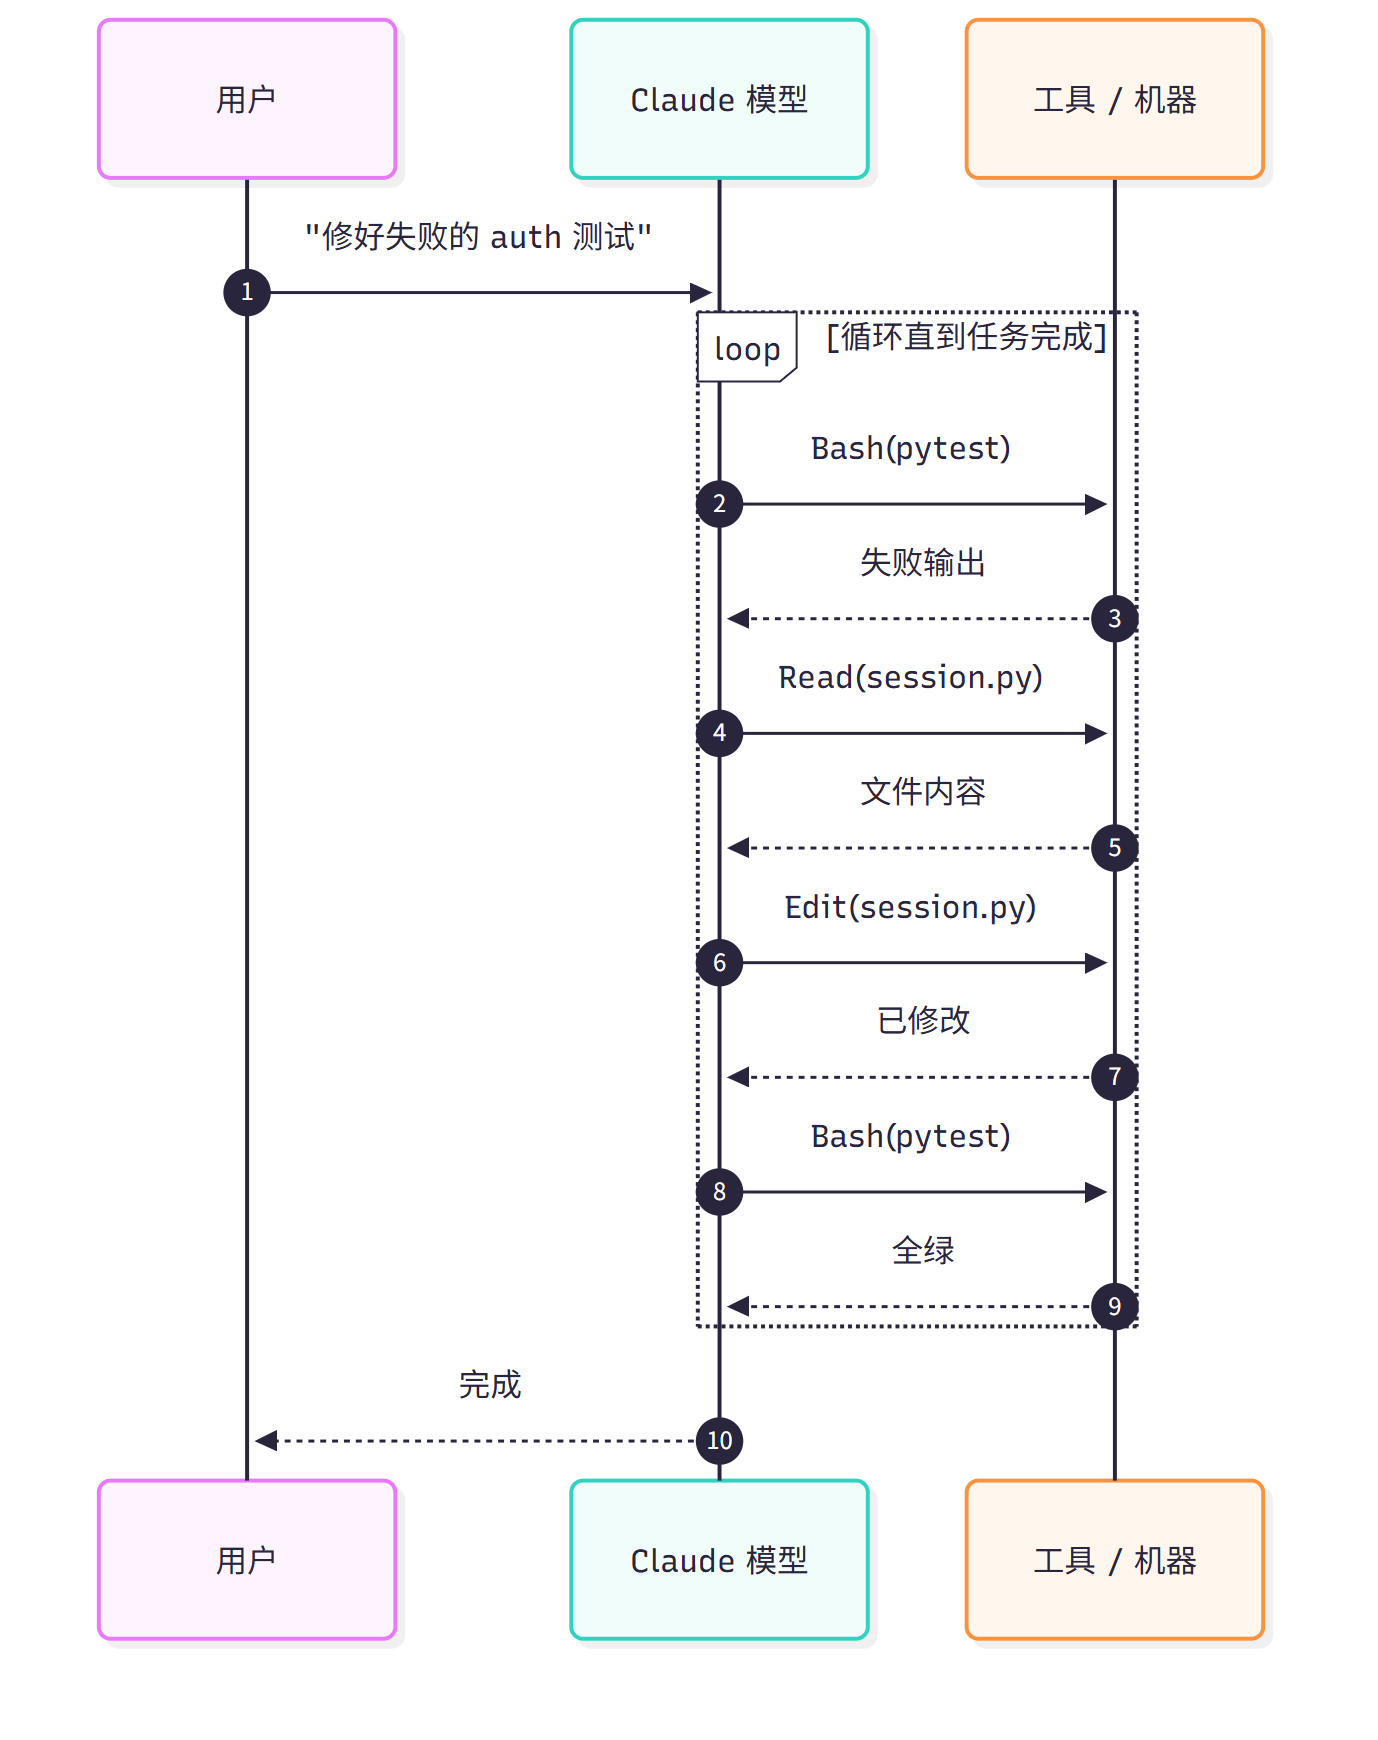 用户
Claude 模型
工具 / 机器
"修好失败的 auth 测试"
1
loop
[循环直到任务完成]
Bash(pytest)
2
失败输出
3
Read(session.py)
4
文件内容
5
Edit(session.py)
6
已修改
7
Bash(pytest)
8
全绿
9
完成
10
用户
Claude 模型
工具 / 机器